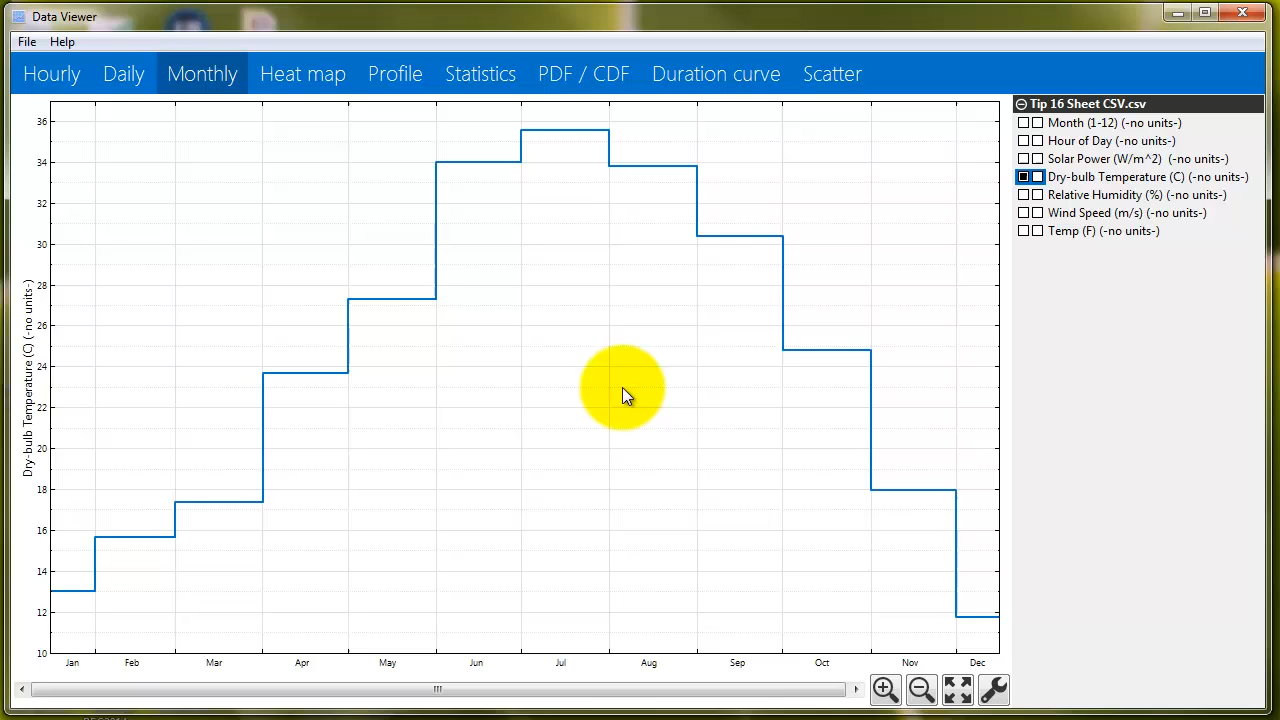 Data Viewer
File Help
Hourly Daily Monthly Heat map Profile Statistics PDF / CDF Duration curve Scatter
Tip 16 Sheet CSV.csv
Month (1-12) (-no units-)
Hour of Day (-no units-)
Solar Power (W/m^2) (-no units-)
Dry-bulb Temperature (C) (-no units-)
Relative Humidity (%) (-no units-)
Wind Speed (m/s) (-no units-)
Temp (F) (-no units-)
Dry-bulb Temperature (C) (-no units-)
36
34
32
30
28
26
24
22
20
18
16
14
12
10
Jan Feb Mar Apr May Jun Jul Aug Sep Oct Nov Dec